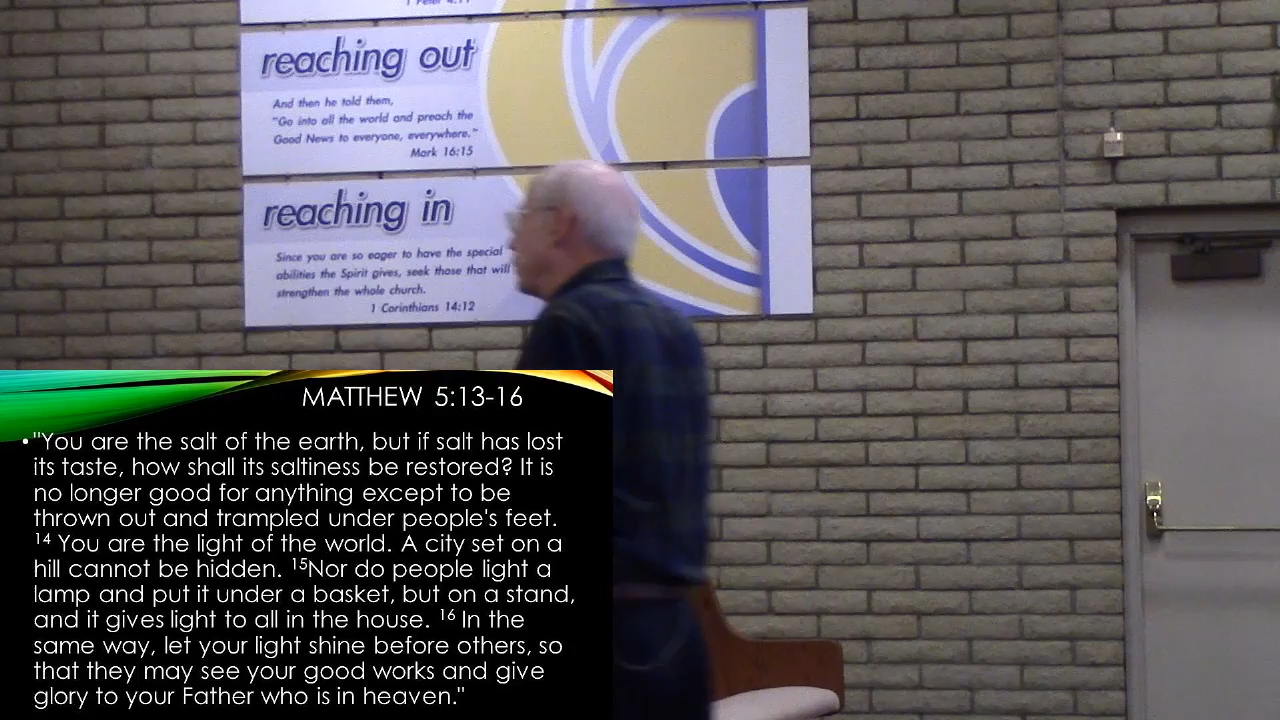 reaching out
And then he told them,
"Go into all the world and preach the
Good News to everyone, everywhere."
Mark 16:15
reaching in
Since you are so eager to have the special
abilities the Spirit gives, seek those that will
strengthen the whole church.
1 Corinthians 14:12
MATTHEW 5:13-16
• "You are the salt of the earth, but if salt has lost
its taste, how shall its saltiness be restored? It is
no longer good for anything except to be
thrown out and trampled under people's feet.
14 You are the light of the world. A city set on a
hill cannot be hidden. 15Nor do people light a
lamp and put it under a basket, but on a stand,
and it gives light to all in the house. 16 In the
same way, let your light shine before others, so
that they may see your good works and give
glory to your Father who is in heaven."